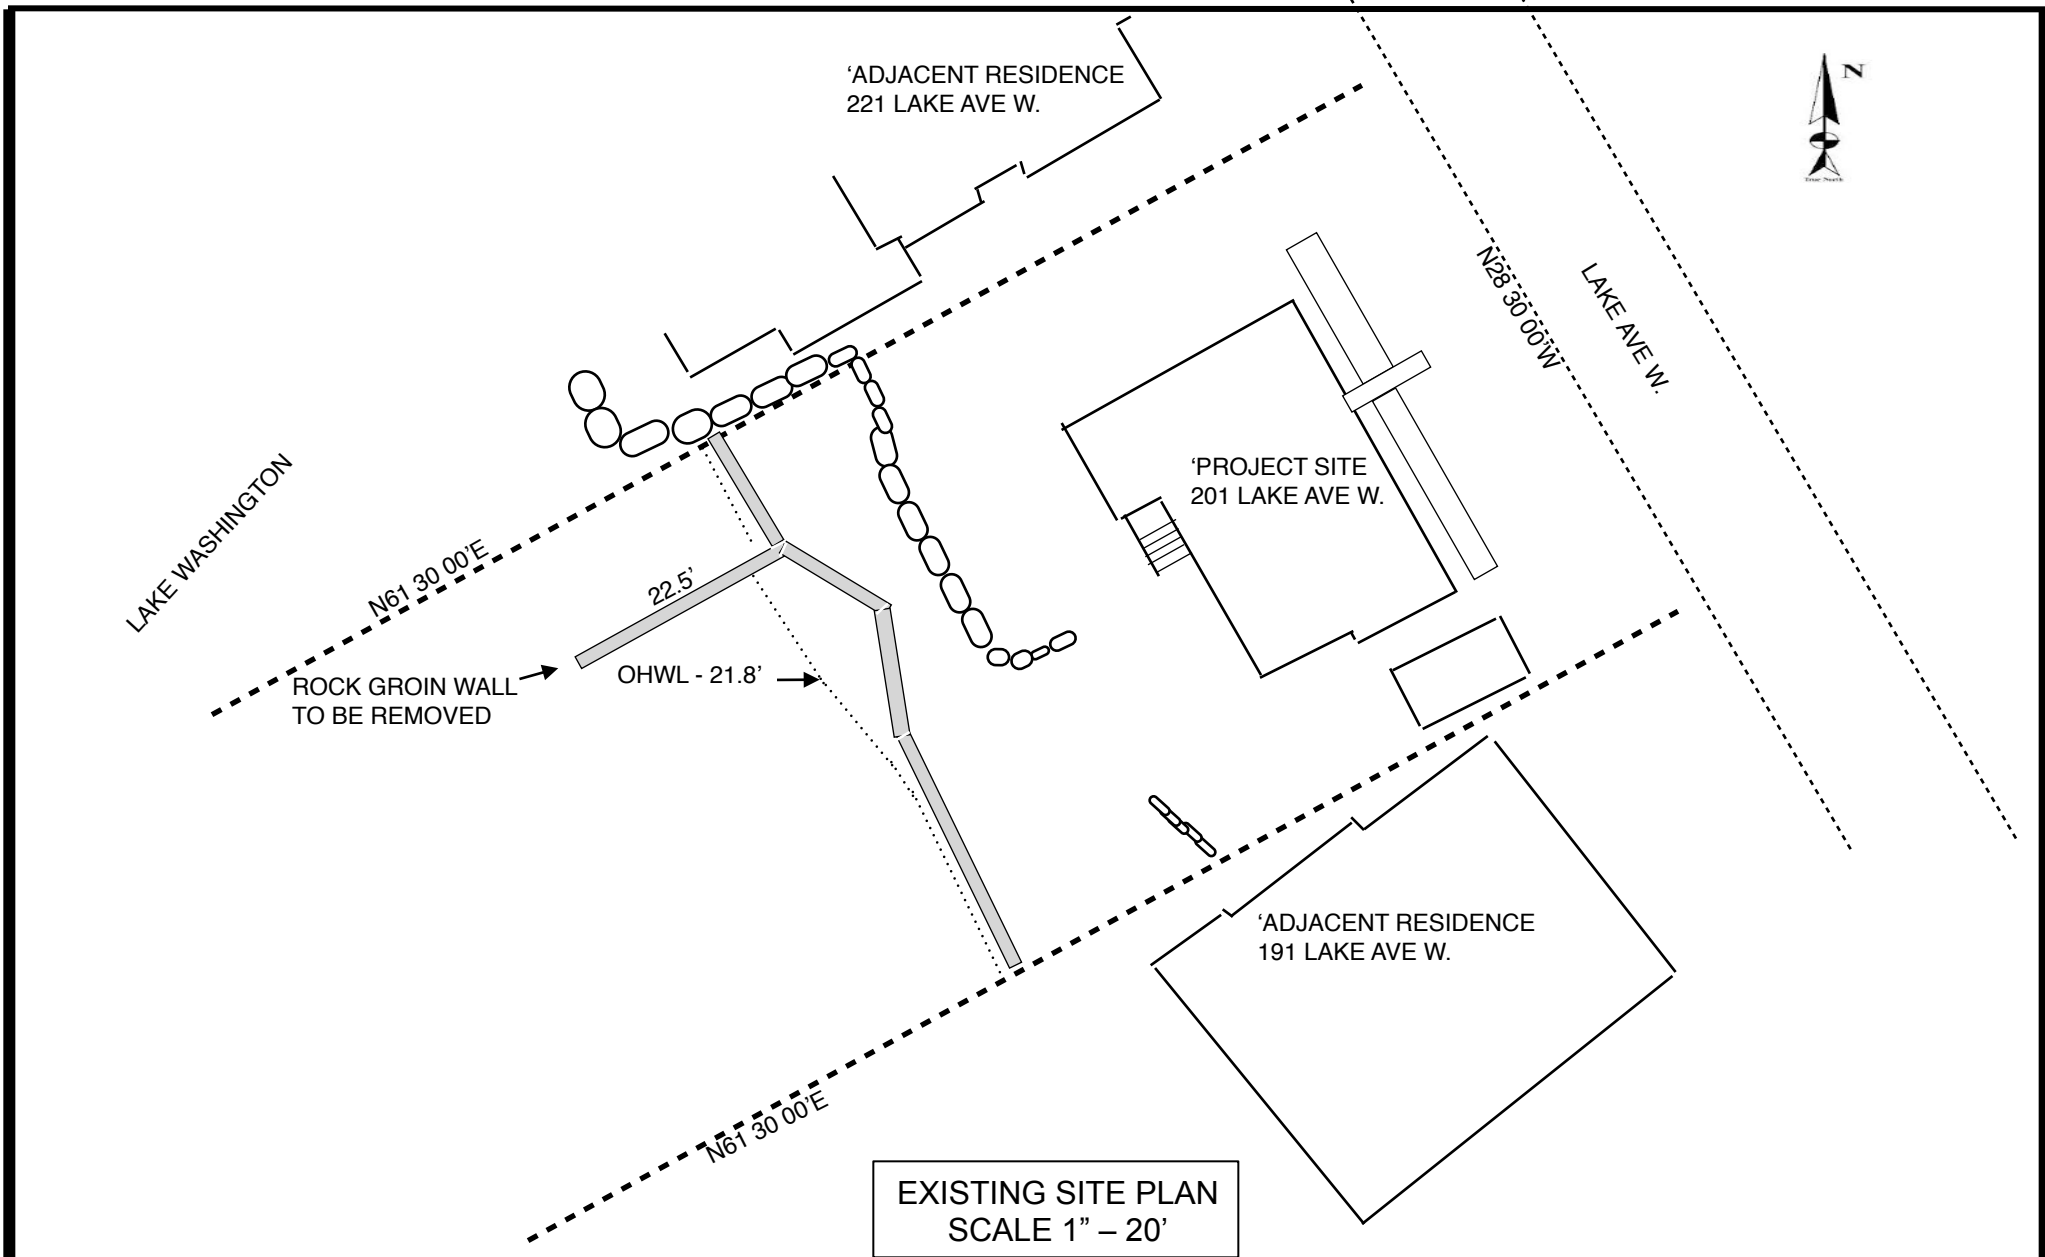 ‘ADJACENT RESIDENCE
221 LAKE AVE W.
N
True North
N28 30 00’W
LAKE AVE W.
‘PROJECT SITE
201 LAKE AVE W.
LAKE WASHINGTON
N61 30 00’E
22.5’
ROCK GROIN WALL
TO BE REMOVED
OHWL - 21.8’
‘ADJACENT RESIDENCE
191 LAKE AVE W.
N61 30 00’E
EXISTING SITE PLAN
SCALE 1” – 20’